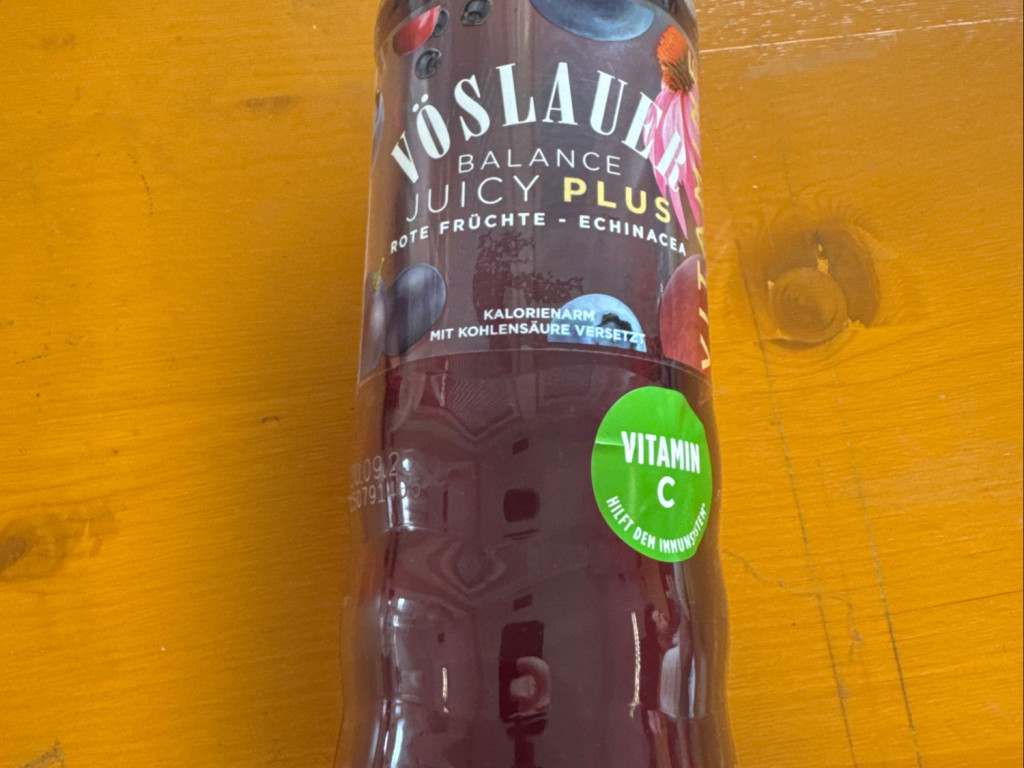 VÖSLAUER
BALANCE
JUICY PLUS
ROTE FRÜCHTE - ECHINACEA
KALORIENARM
MIT KOHLENSÄURE VERSETZT
VITAMIN
C
HILFT DEM IMMUNSYSTEM*